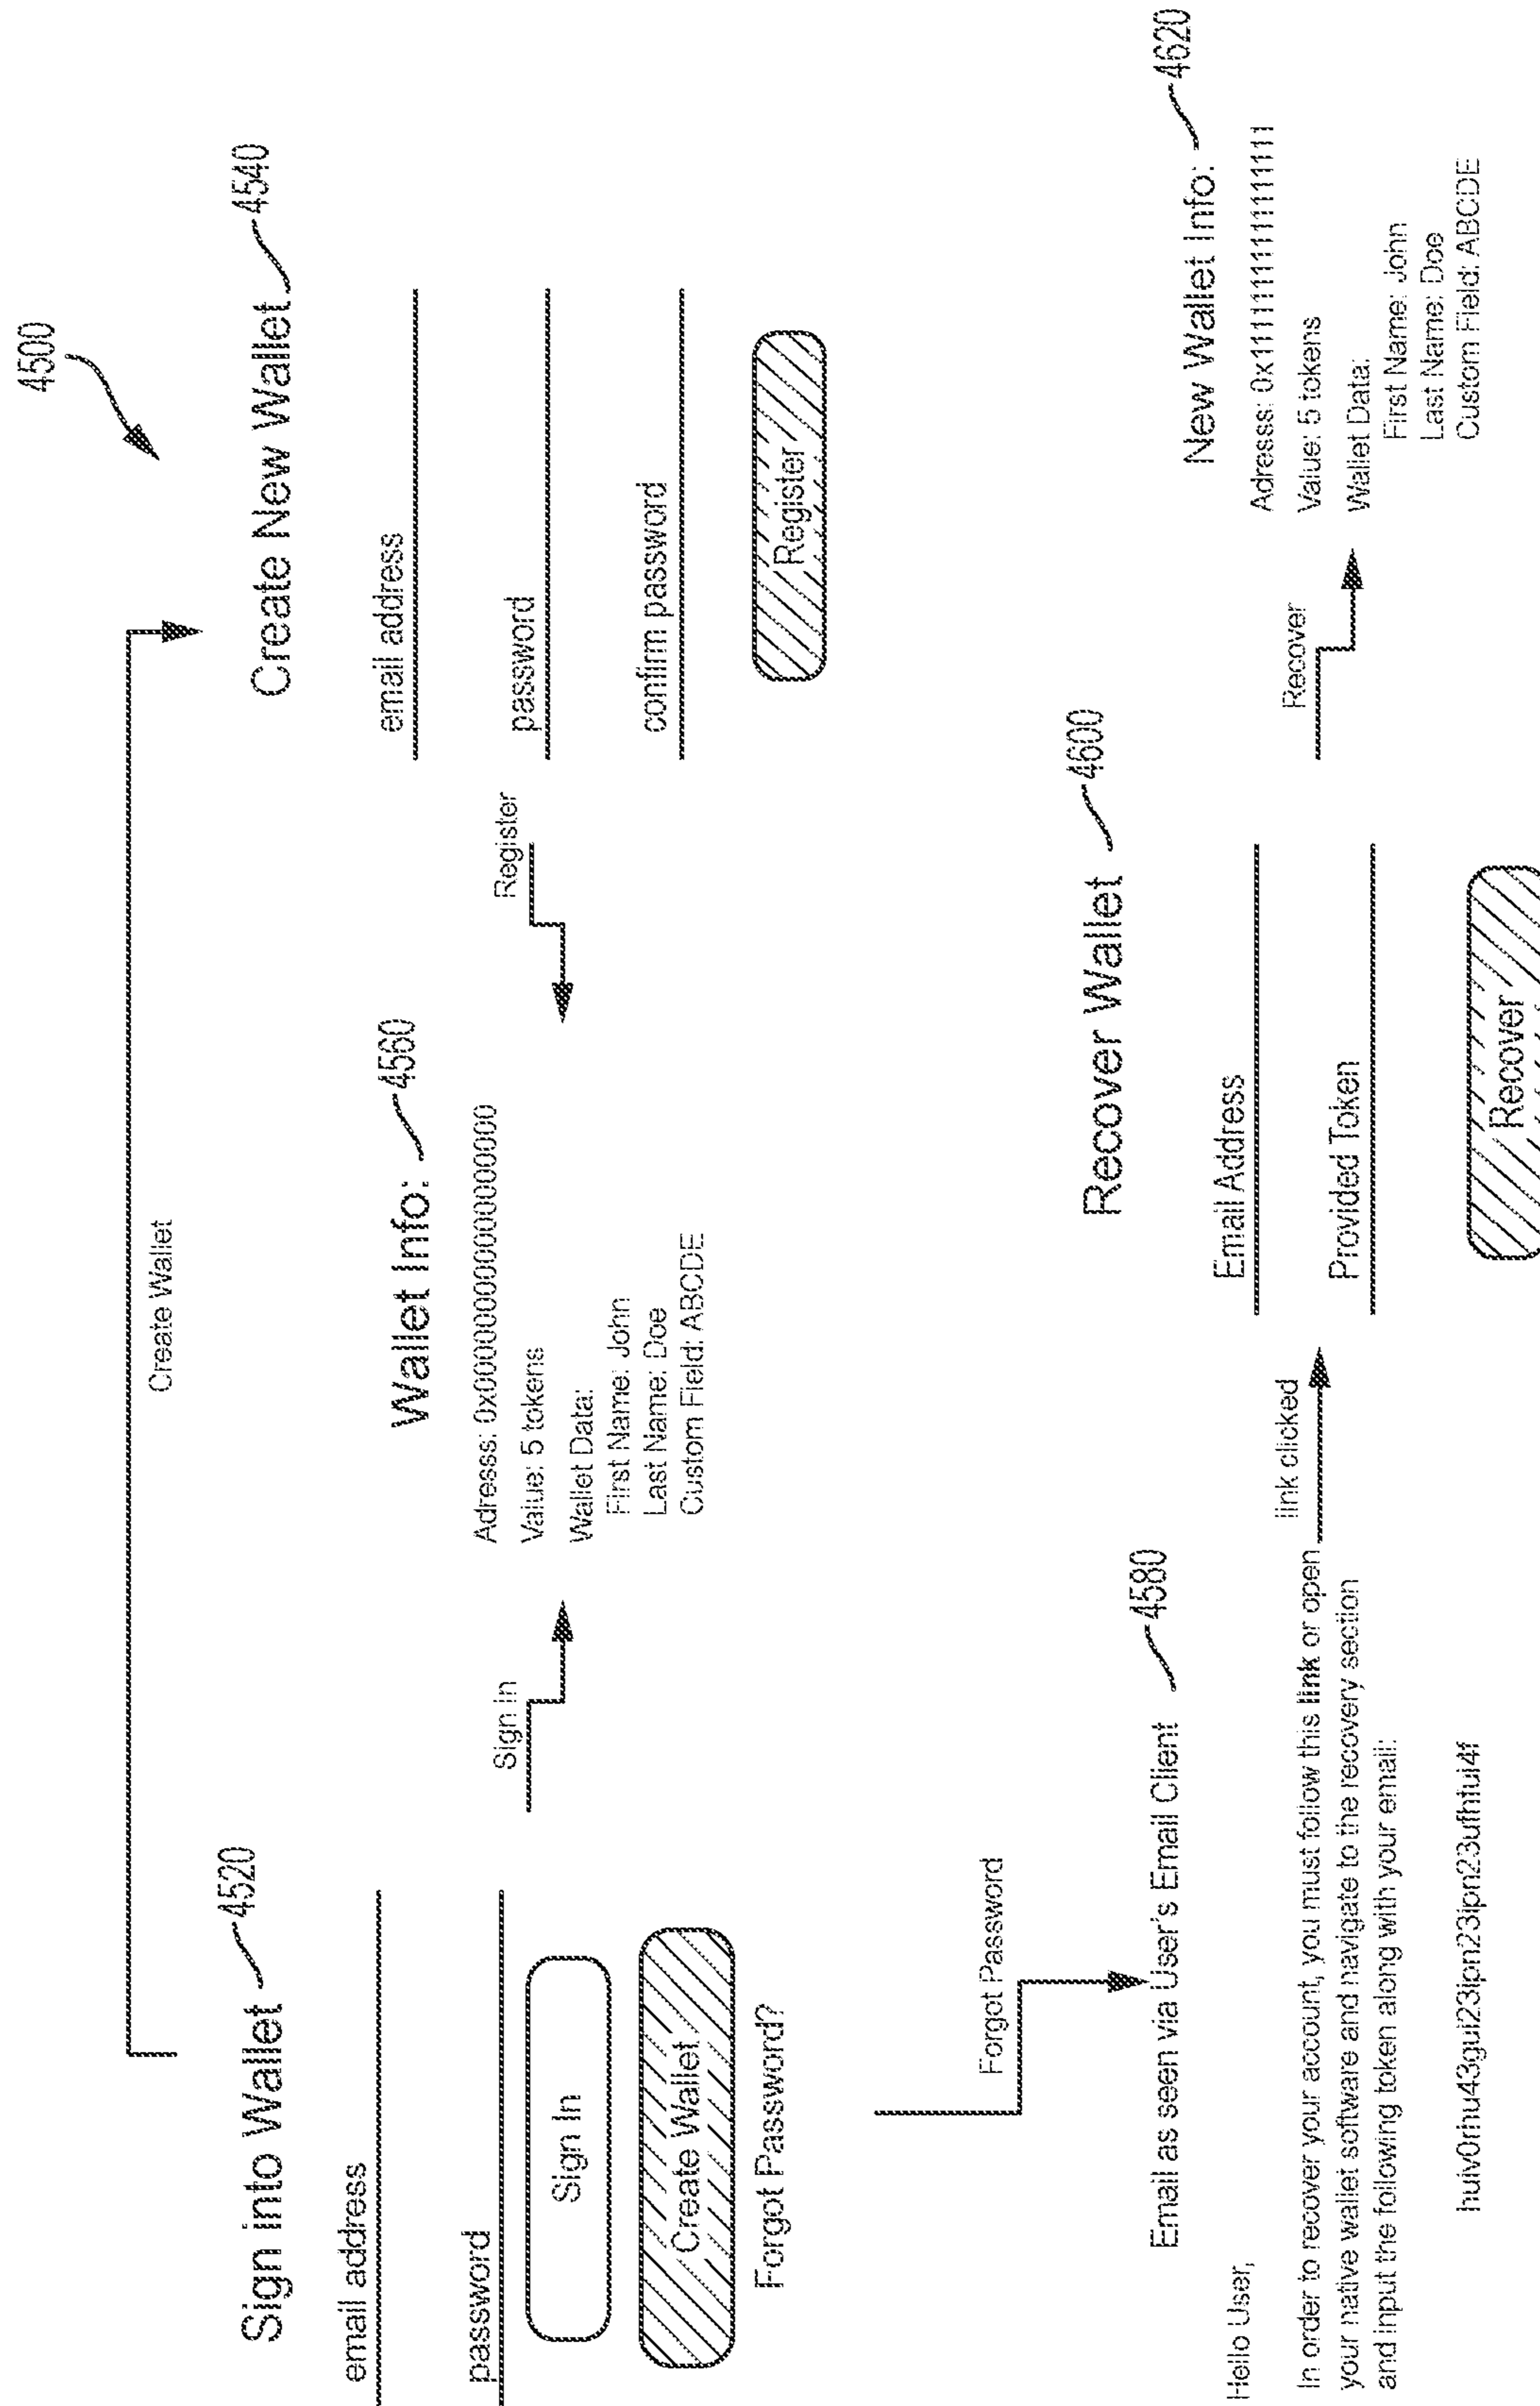 4500
Create Wallet
Sign into Wallet 4520
email address
password
Sign In
Create Wallet
Forgot Password?
Sign In
Wallet Info: 4560
Adresss: 0x00000000000000000
Value: 5 tokens
Wallet Data:
First Name: John
Last Name: Doe
Custom Field: ABCDE
Register
Create New Wallet 4540
email address
password
confirm password
Register
Forgot Password
Email as seen via User's Email Client 4580
Hello User,
In order to recover your account, you must follow this link or open
your native wallet software and navigate to the recovery section
and input the following token along with your email:
link clicked
Recover Wallet 4600
Email Address
Provided Token
Recover
Recover
New Wallet Info: 4620
Value: 5 tokens
Wallet Data:
First Name: John
Last Name: Doe
Custom Field: ABCDE